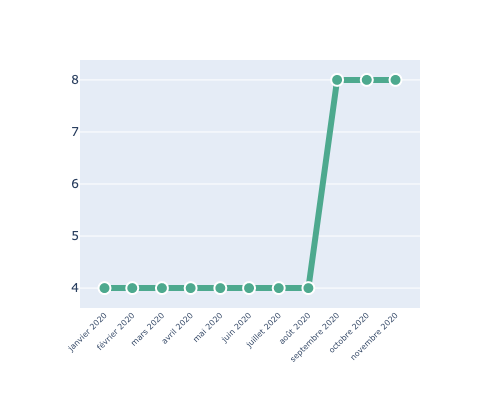 8
7
6
5
4
janvier 2020
février 2020
mars 2020
avril 2020
mai 2020
juin 2020
juillet 2020
août 2020
septembre 2020
octobre 2020
novembre 2020